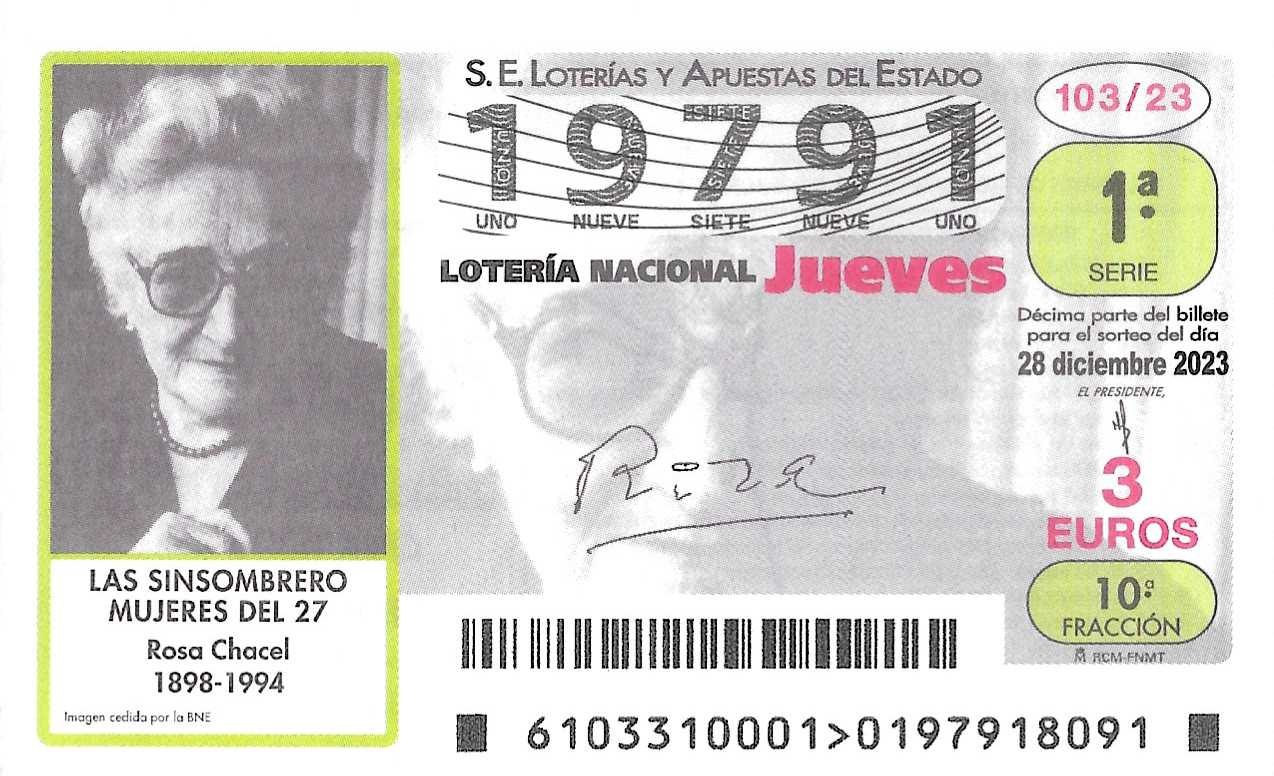 S. E. LOTERÍAS Y APUESTAS DEL ESTADO
19791
UNO NUEVE SIETE NUEVE UNO
LOTERÍA NACIONAL Jueves
103/23
1ª
SERIE
Décima parte del billete
para el sorteo del día
28 diciembre 2023
EL PRESIDENTE,
3
EUROS
10ª
FRACCIÓN
RCM-FNMT
LAS SINSOMBRERO
MUJERES DEL 27
Rosa Chacel
1898-1994
Imagen cedida por la BNE
6103310001>0197918091